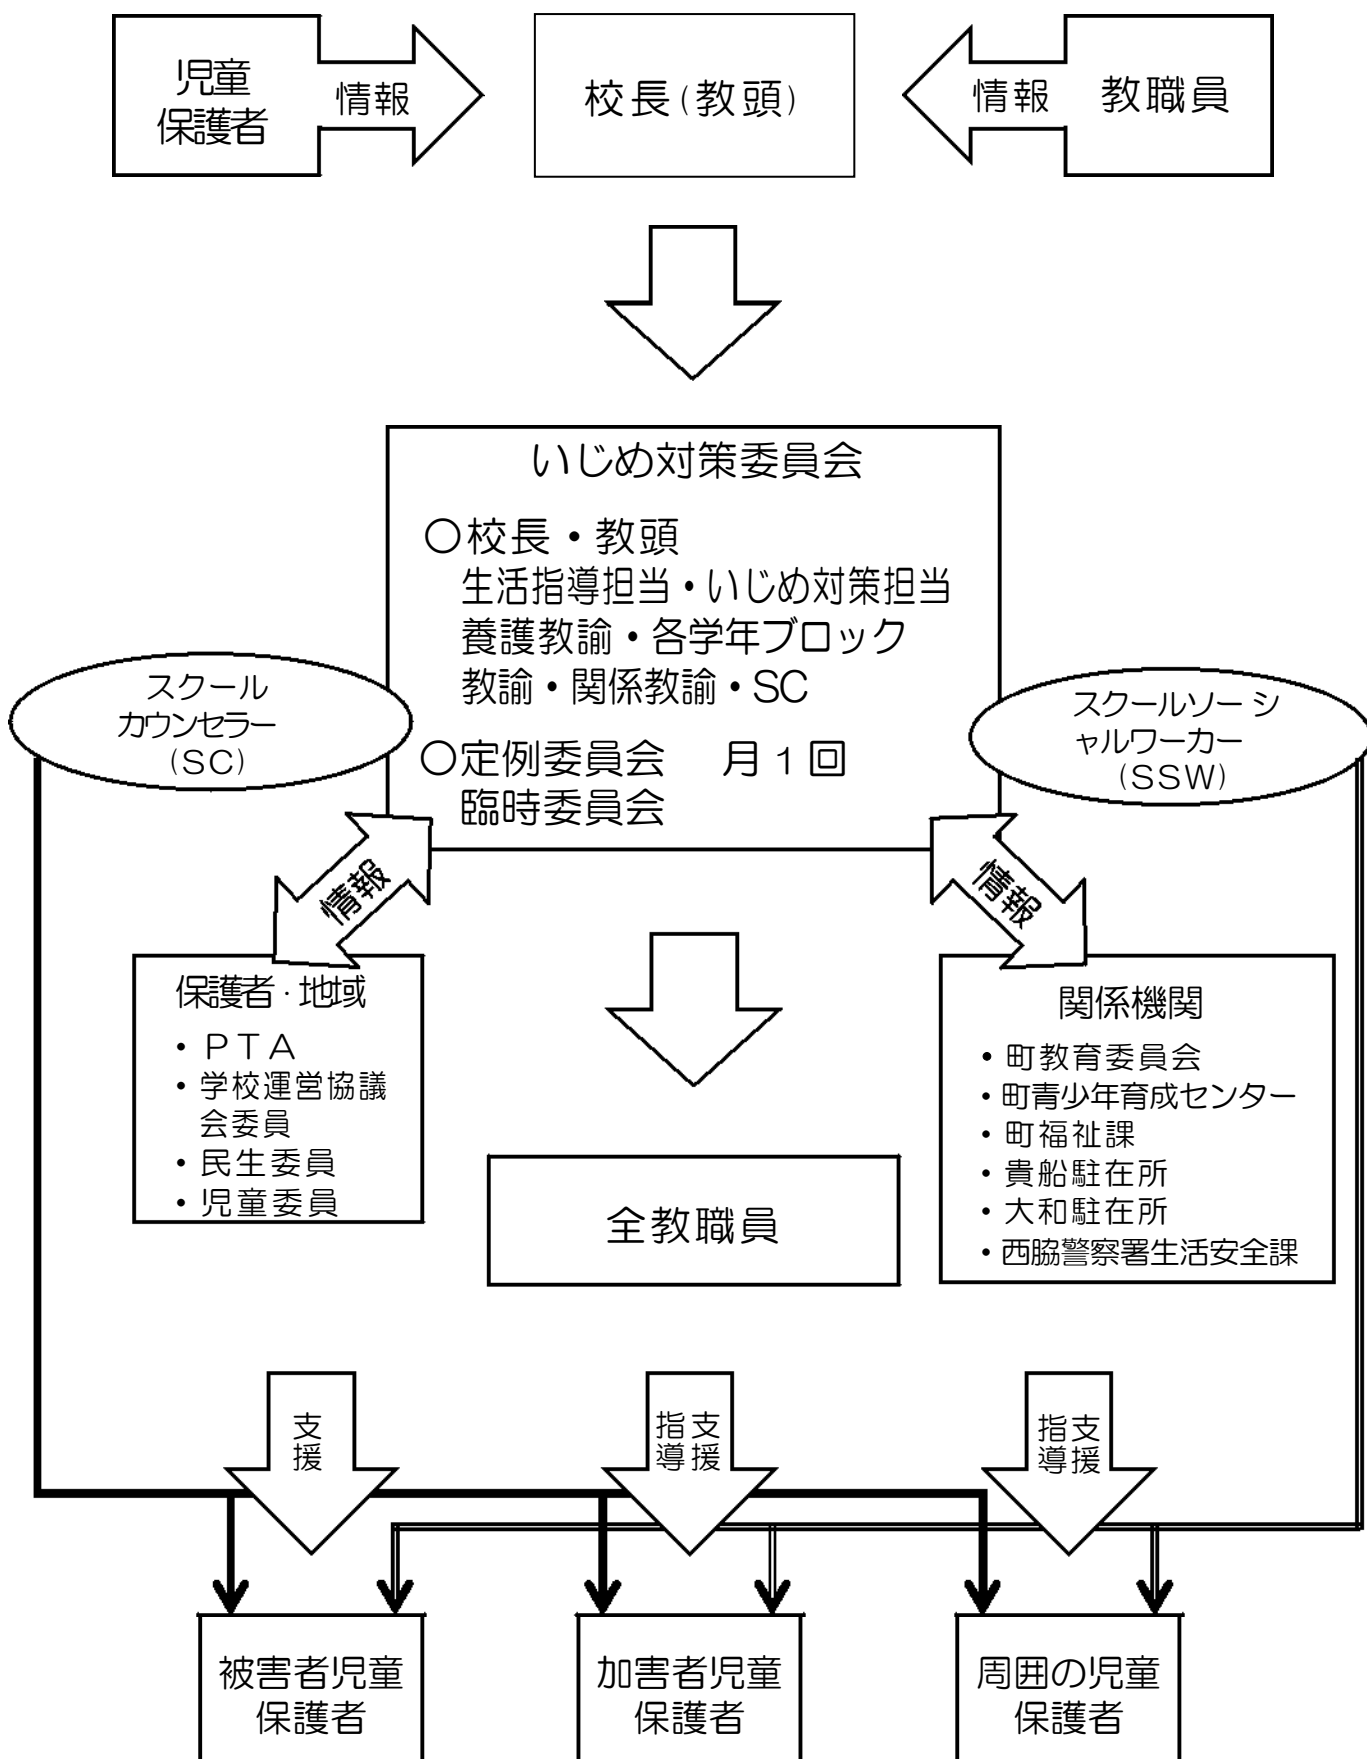 児童
保護者
情報
校長(教頭)
情報
教職員
いじめ対策委員会
○校長・教頭
生活指導担当・いじめ対策担当
養護教諭・各学年ブロック
教諭・関係教諭・SC
○定例委員会　月1回
臨時委員会
スクール
カウンセラー
(SC)
スクールソーシ
ャルワーカー
(SSW)
情報
情報
保護者・地域
・PTA
・学校運営協議
会委員
・民生委員
・児童委員
全教職員
関係機関
・町教育委員会
・町青少年育成センター
・町福祉課
・貴船駐在所
・大和駐在所
・西脇警察署生活安全課
支援
指導支援
指導支援
被害者児童
保護者
加害者児童
保護者
周囲の児童
保護者